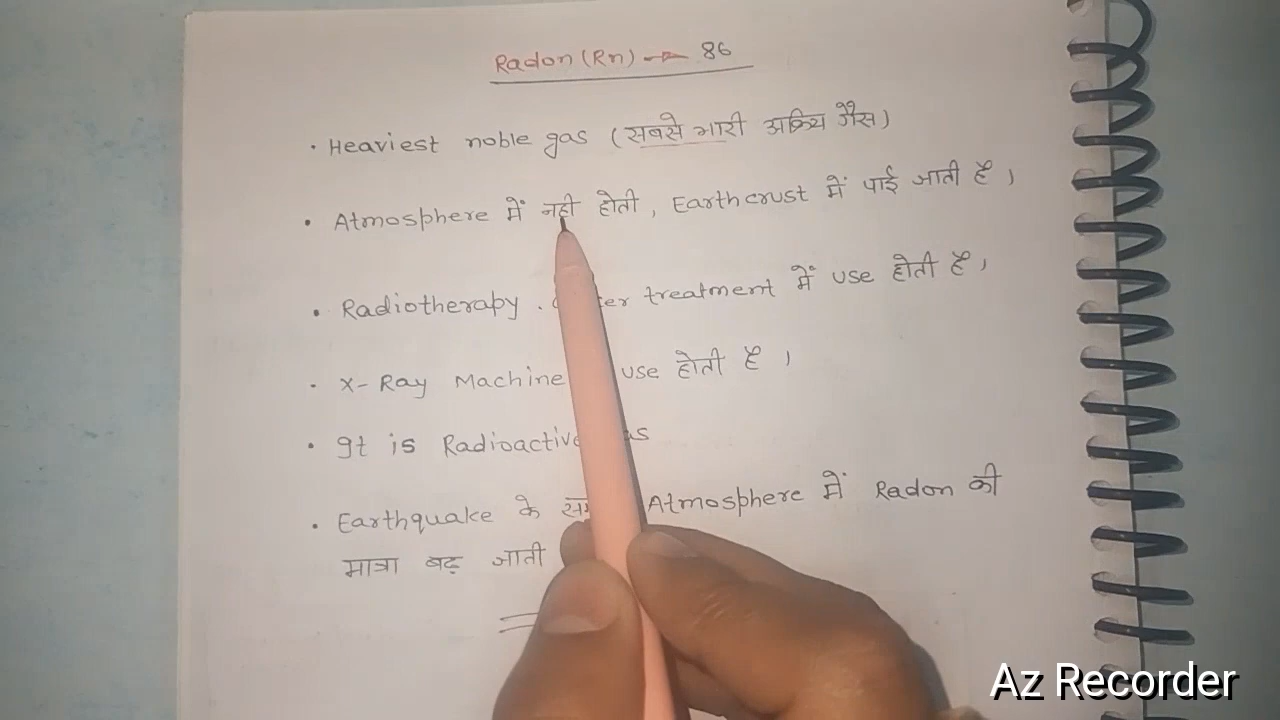 Radon (Rn) → 86
· Heaviest noble gas (सबसे भारी अक्रिय गैस)
· Atmosphere में नही होती, Earthcrust में पाई जाती है।
· Radiotherapy. treatment में use होती है।
· X-Ray Machine use होती है।
· It is Radioactive
· Earthquake के Atmosphere में Radon की
मात्रा बढ़ जाती
Az Recorder